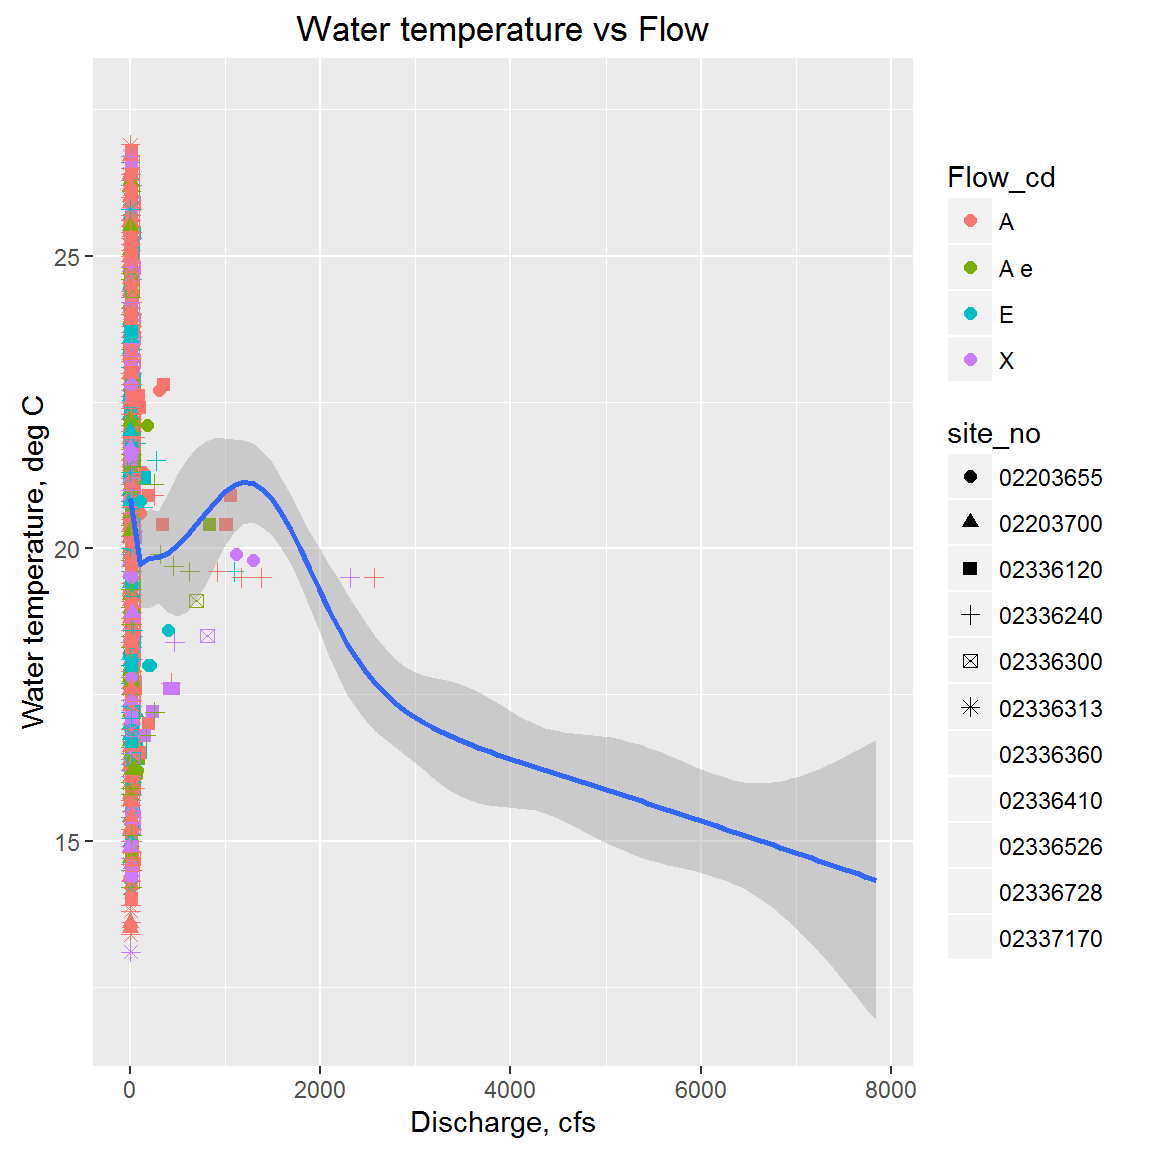 Water temperature vs Flow
Water temperature, deg C
25
20
15
0
2000
4000
6000
8000
Discharge, cfs
Flow_cd
A
A e
E
X
site_no
02203655
02203700
02336120
02336240
02336300
02336313
02336360
02336410
02336526
02336728
02337170